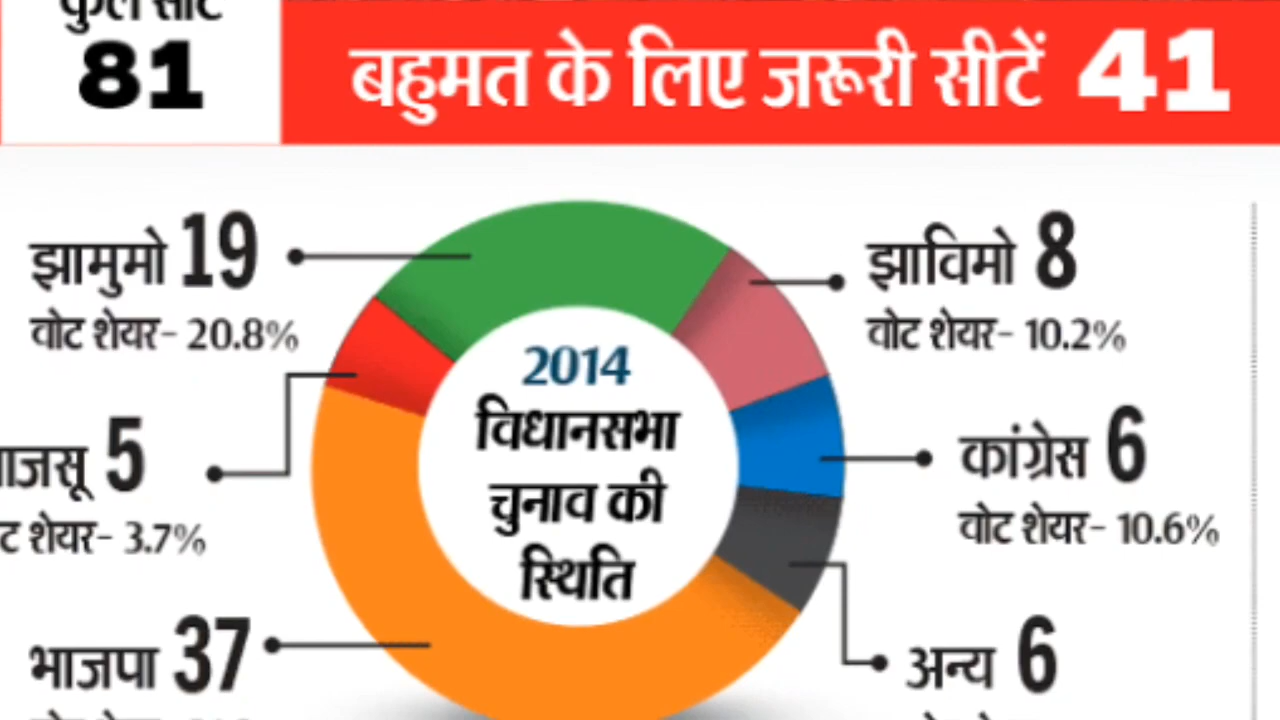 कुल सीटें
81
बहुमत के लिए जरूरी सीटें 41
झामुमो 19
वोट शेयर- 20.8%
झाविमो 8
वोट शेयर- 10.2%
2014
विधानसभा
चुनाव की
स्थिति
5
शेयर- 3.7%
कांग्रेस 6
वोट शेयर- 10.6%
भाजपा 37
अन्य 6